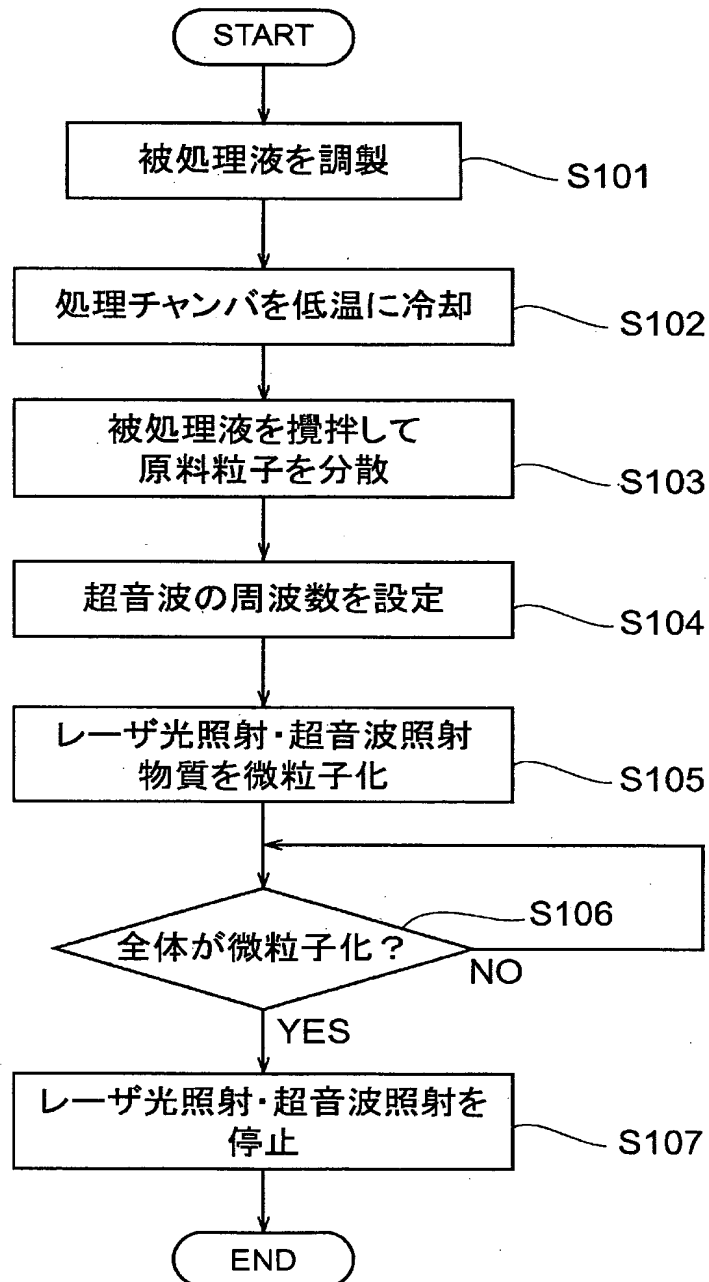 START
被処理液を調製
S101
処理チャンバを低温に冷却
S102
被処理液を攪拌して
原料粒子を分散
S103
超音波の周波数を設定
S104
レーザ光照射・超音波照射
物質を微粒子化
S105
S106
全体が微粒子化？
NO
YES
レーザ光照射・超音波照射を
停止
S107
END